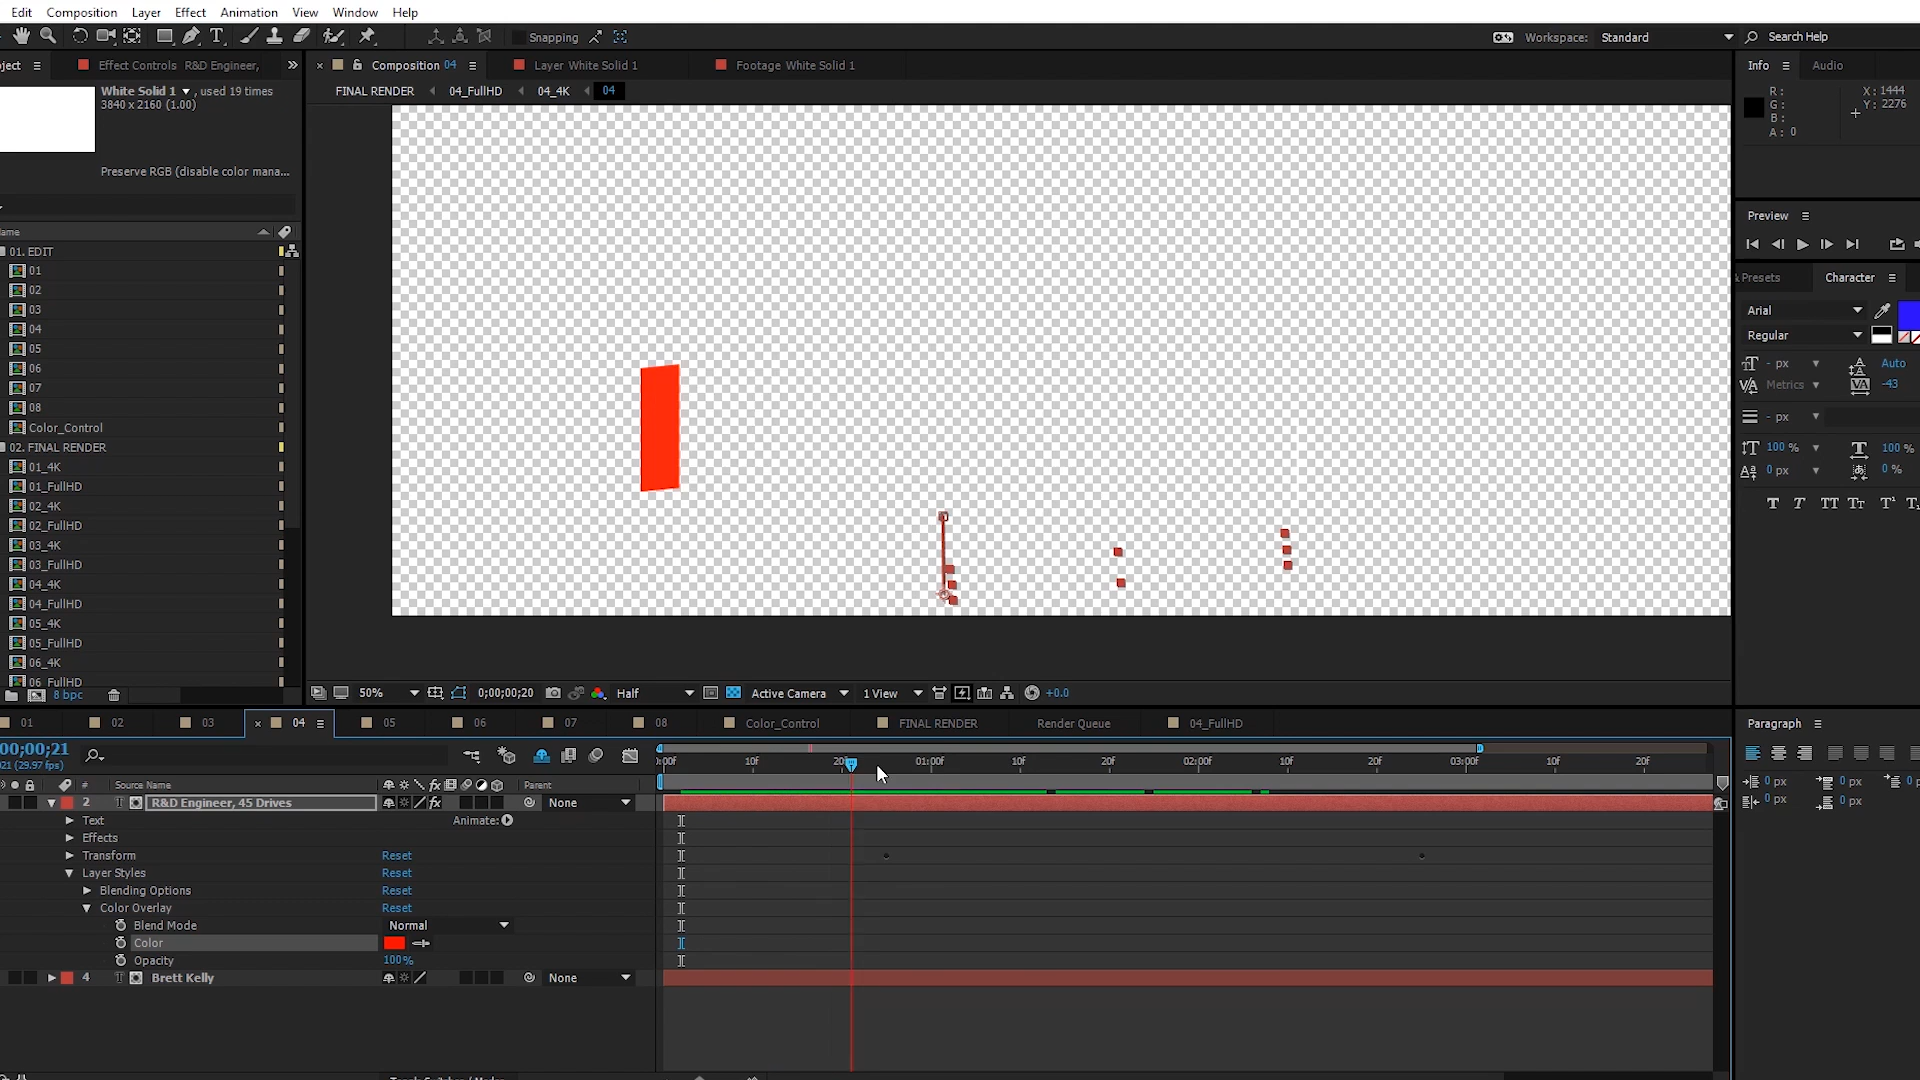 Edit Composition Layer Effect Animation View Window Help
Snapping
Workspace: Standard
Search Help
Effect Controls R&D Engineer,
Composition 04
Layer White Solid 1
Footage White Solid 1
Info
Audio
White Solid 1 , used 19 times
3840 x 2160 (1.00)
FINAL RENDER 04_FullHD 04_4K 04
R :
G :
B :
A : 0
X : 1444
Y : 2276
Preserve RGB (disable color mana...
Preview
01. EDIT
01
02
03
04
05
06
07
08
Color_Control
02. FINAL RENDER
01_4K
01_FullHD
02_4K
02_FullHD
03_4K
03_FullHD
04_4K
04_FullHD
05_4K
05_FullHD
06_4K
06_FullHD
8 bpc
Presets
Character
Arial
Regular
- px
Auto
Metrics
-43
- px
100 %
100 %
0 px
0 %
50%
0;00;00;20
Half
Active Camera
1 View
+0.0
01 02 03 04 05 06 07 08 Color_Control FINAL RENDER Render Queue 04_FullHD
Paragraph
00;00;21
(29.97 fps)
10f
01:00f
10f
20f
02:00f
10f
20f
03:00f
10f
20f
# Source Name
Parent
2 R&D Engineer, 45 Drives
None
Text
Animate:
Effects
Transform Reset
Layer Styles Reset
Blending Options Reset
Color Overlay Reset
Blend Mode Normal
Color
Opacity 100%
4 Brett Kelly
None
0 px
0 px
0 px
0 px